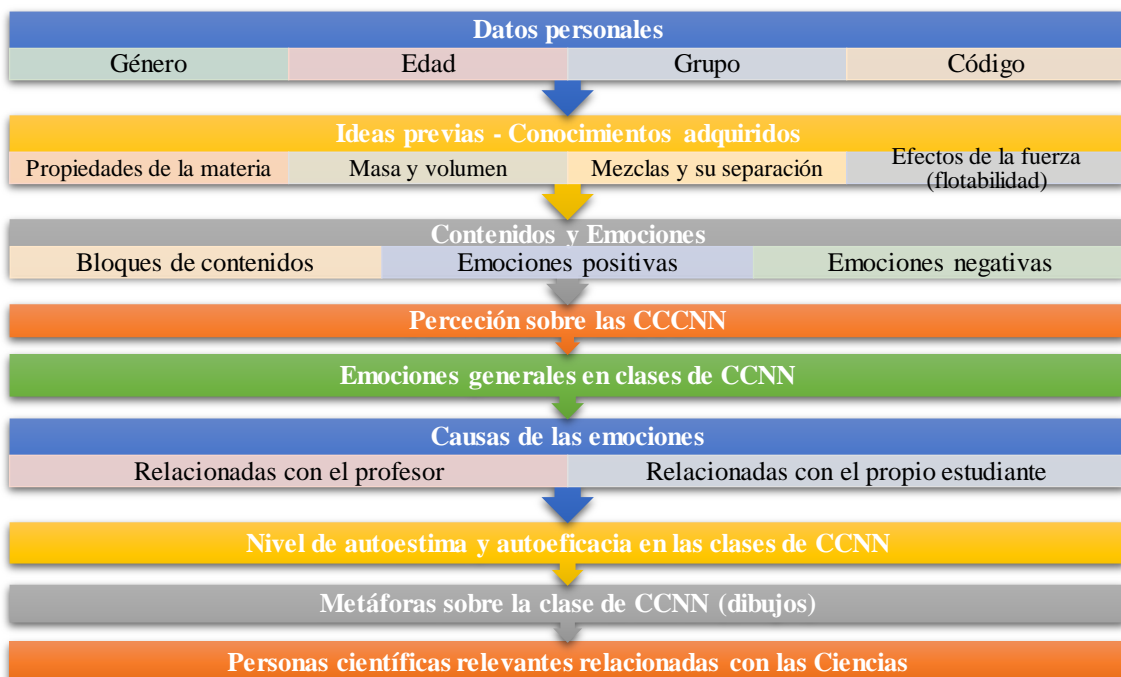 Datos personales
Género Edad Grupo Código
Ideas previas - Conocimientos adquiridos
Propiedades de la materia Masa y volumen Mezclas y su separación Efectos de la fuerza
(flotabilidad)
Contenidos y Emociones
Bloques de contenidos Emociones positivas Emociones negativas
Perceción sobre las CCCNN
Emociones generales en clases de CCNN
Causas de las emociones
Relacionadas con el profesor Relacionadas con el propio estudiante
Nivel de autoestima y autoeficacia en las clases de CCNN
Metáforas sobre la clase de CCNN (dibujos)
Personas científicas relevantes relacionadas con las Ciencias